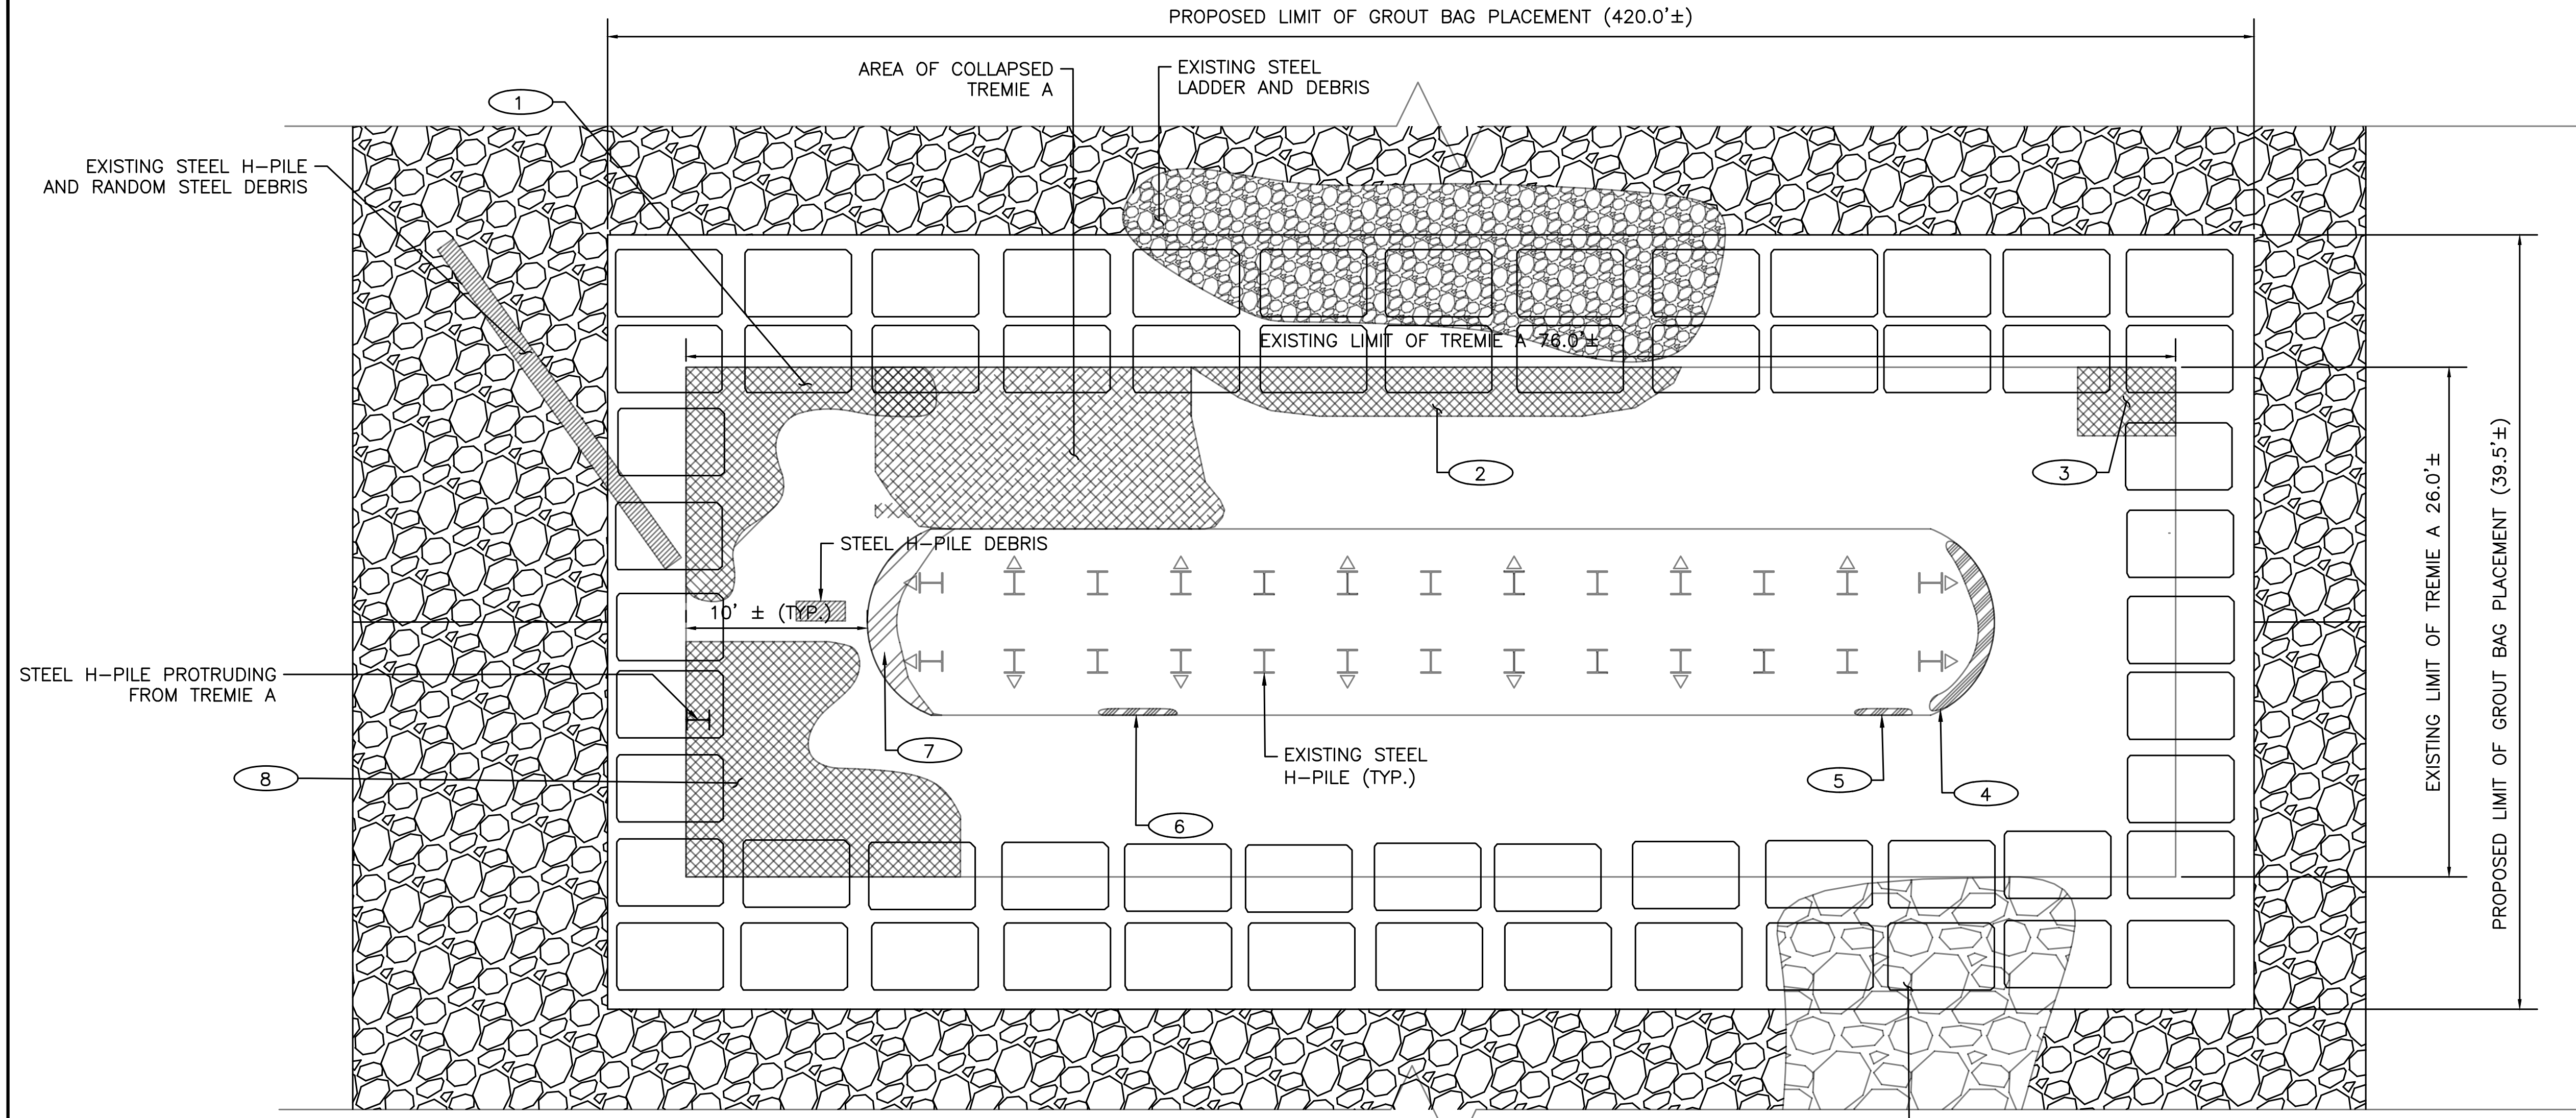 PROPOSED LIMIT OF GROUT BAG PLACEMENT (420.0'±)
AREA OF COLLAPSED
TREMIE A
EXISTING STEEL
LADDER AND DEBRIS
1
EXISTING STEEL H-PILE
AND RANDOM STEEL DEBRIS
EXISTING LIMIT OF TREMIE A 76.0'±
2
3
STEEL H-PILE DEBRIS
10' ± (TYP.)
STEEL H-PILE PROTRUDING
FROM TREMIE A
7
EXISTING STEEL
H-PILE (TYP.)
8
5
4
6
EXISTING LIMIT OF TREMIE A 26.0'±
PROPOSED LIMIT OF GROUT BAG PLACEMENT (39.5'±)